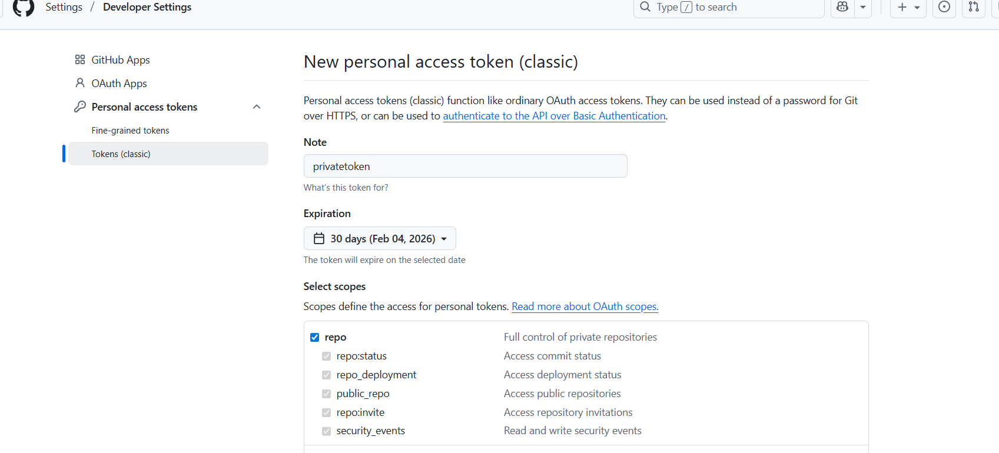 Settings / Developer Settings
Type / to search
GitHub Apps
OAuth Apps
Personal access tokens
Fine-grained tokens
Tokens (classic)
New personal access token (classic)
Personal access tokens (classic) function like ordinary OAuth access tokens. They can be used instead of a password for Git
over HTTPS, or can be used to authenticate to the API over Basic Authentication.
Note
privatetoken
What's this token for?
Expiration
30 days (Feb 04, 2026)
The token will expire on the selected date
Select scopes
Scopes define the access for personal tokens. Read more about OAuth scopes.
repo Full control of private repositories
repo:status Access commit status
repo_deployment Access deployment status
public_repo Access public repositories
repo:invite Access repository invitations
security_events Read and write security events